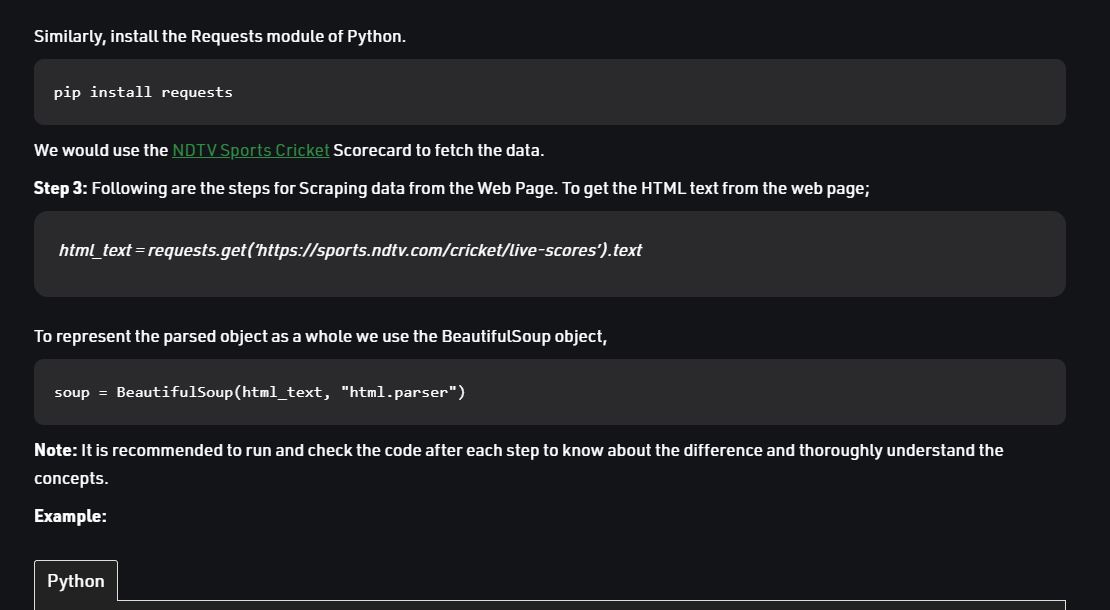 Similarly, install the Requests module of Python.
pip install requests
We would use the NDTV Sports Cricket Scorecard to fetch the data.
Step 3: Following are the steps for Scraping data from the Web Page. To get the HTML text from the web page;
html_text = requests.get(‘https://sports.ndtv.com/cricket/live-scores’).text
To represent the parsed object as a whole we use the BeautifulSoup object,
soup = BeautifulSoup(html_text, "html.parser")
Note: It is recommended to run and check the code after each step to know about the difference and thoroughly understand the
concepts.
Example:
Python